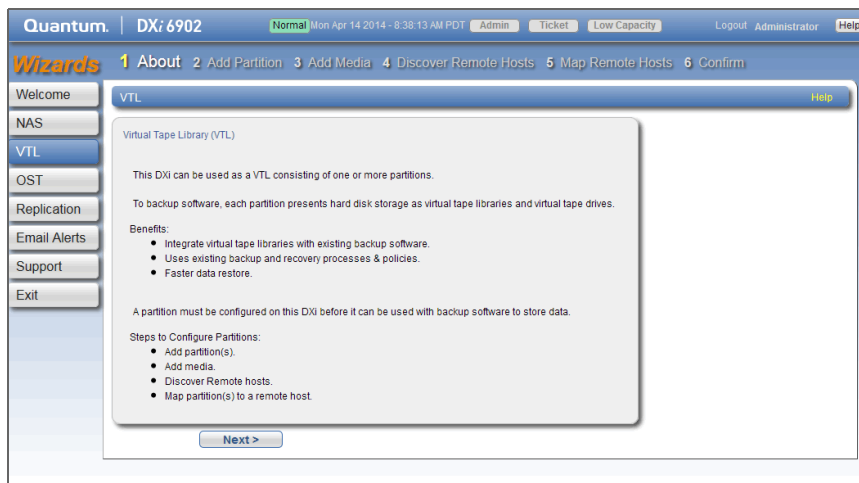 Quantum. DXi 6902 Normal Mon Apr 14 2014 - 8:38:13 AM PDT Admin Ticket Low Capacity Logout Administrator Help
Wizards 1 About 2 Add Partition 3 Add Media 4 Discover Remote Hosts 5 Map Remote Hosts 6 Confirm
Welcome
NAS
VTL
OST
Replication
Email Alerts
Support
Exit
VTL Help
Virtual Tape Library (VTL)
This DXi can be used as a VTL consisting of one or more partitions.
To backup software, each partition presents hard disk storage as virtual tape libraries and virtual tape drives.
Benefits:
• Integrate virtual tape libraries with existing backup software.
• Uses existing backup and recovery processes & policies.
• Faster data restore.
A partition must be configured on this DXi before it can be used with backup software to store data.
Steps to Configure Partitions:
• Add partition(s).
• Add media.
• Discover Remote hosts.
• Map partition(s) to a remote host.
Next >